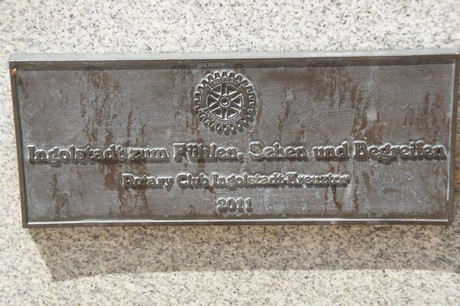 Ingolstadt zum Fühlen, Sehen und Begreifen
Rotary Club Ingolstadt-Kreuztor
2011